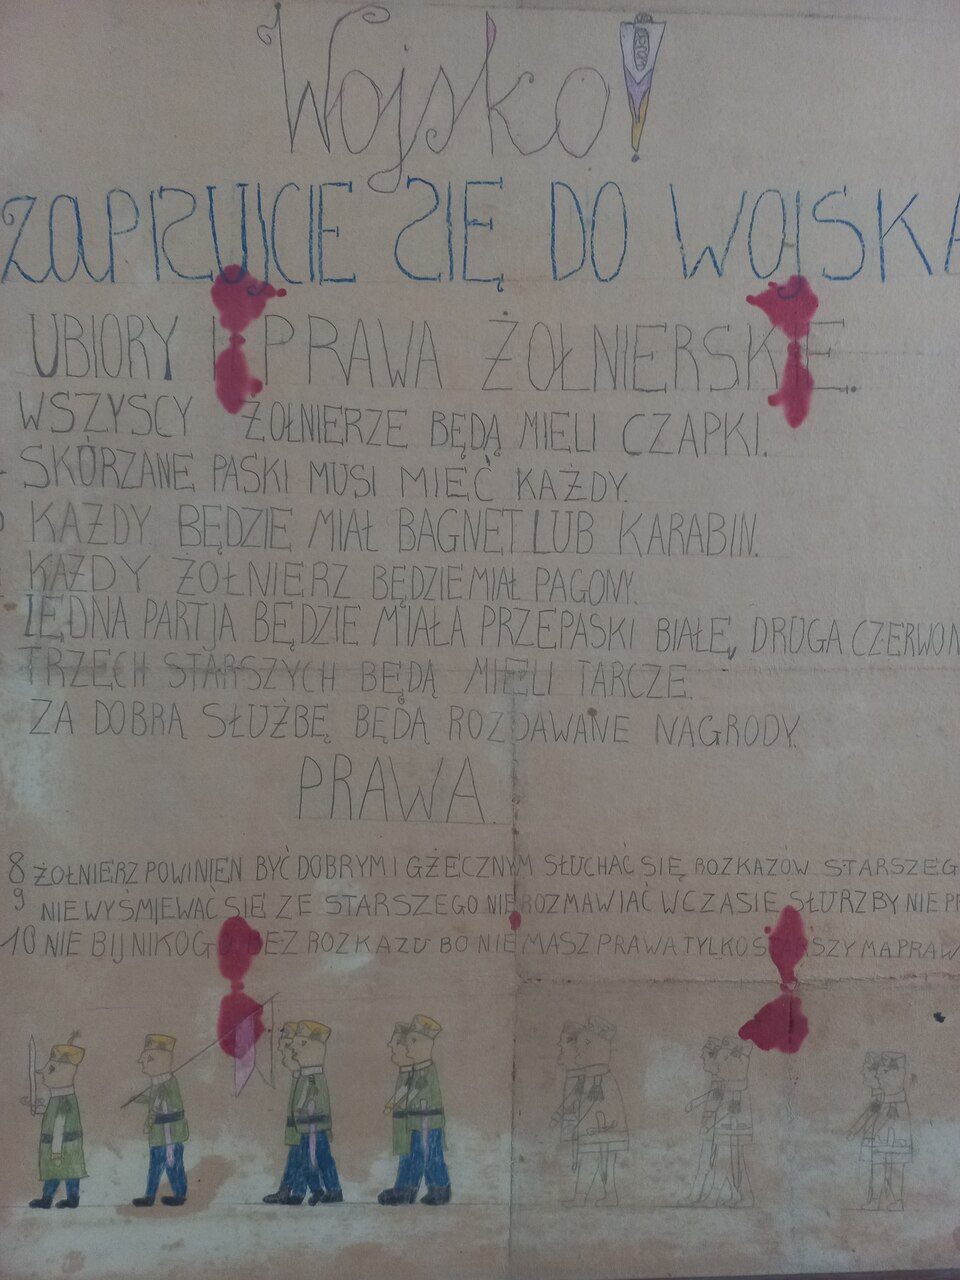 Wojsko!
ZAPISUJCIE SIĘ DO WOJSKA
UBIORY I PRAWA ŻOŁNIERSKIE.
WSZYSCY ŻOŁNIERZE BĘDĄ MIELI CZAPKI.
SKÓRZANE PASKI MUSI MIEĆ KAŻDY.
KAŻDY BĘDZIE MIAŁ BAGNET LUB KARABIN.
KAŻDY ŻOŁNIERZ BĘDZIE MIAŁ PAGONY.
IEDNA PARTJA BĘDZIE MIAŁA PRZEPASKI BIAŁE, DRUGA CZERWON
TRZECH STARSZYCH BĘDĄ MIELI TARCZE.
ZA DOBRĄ SŁUŻBĘ BĘDĄ ROZDAWANE NAGRODY.
PRAWA.
8 ŻOŁNIERZ POWINIEN BYĆ DOBRYM I GŻECZNYM SŁUCHAĆ SIĘ ROZKAZÓW STARSZEG
9 NIE WYSMIEWAĆ SIĘ ZE STARSZEGO NIE ROZMAWIAĆ W CZASIE SŁURZBY NIE
10 NIE BIJ NIKOGO BEZ ROZKAZU BO NIE MASZ PRAWA TYLKO STARSZY MA PRAW